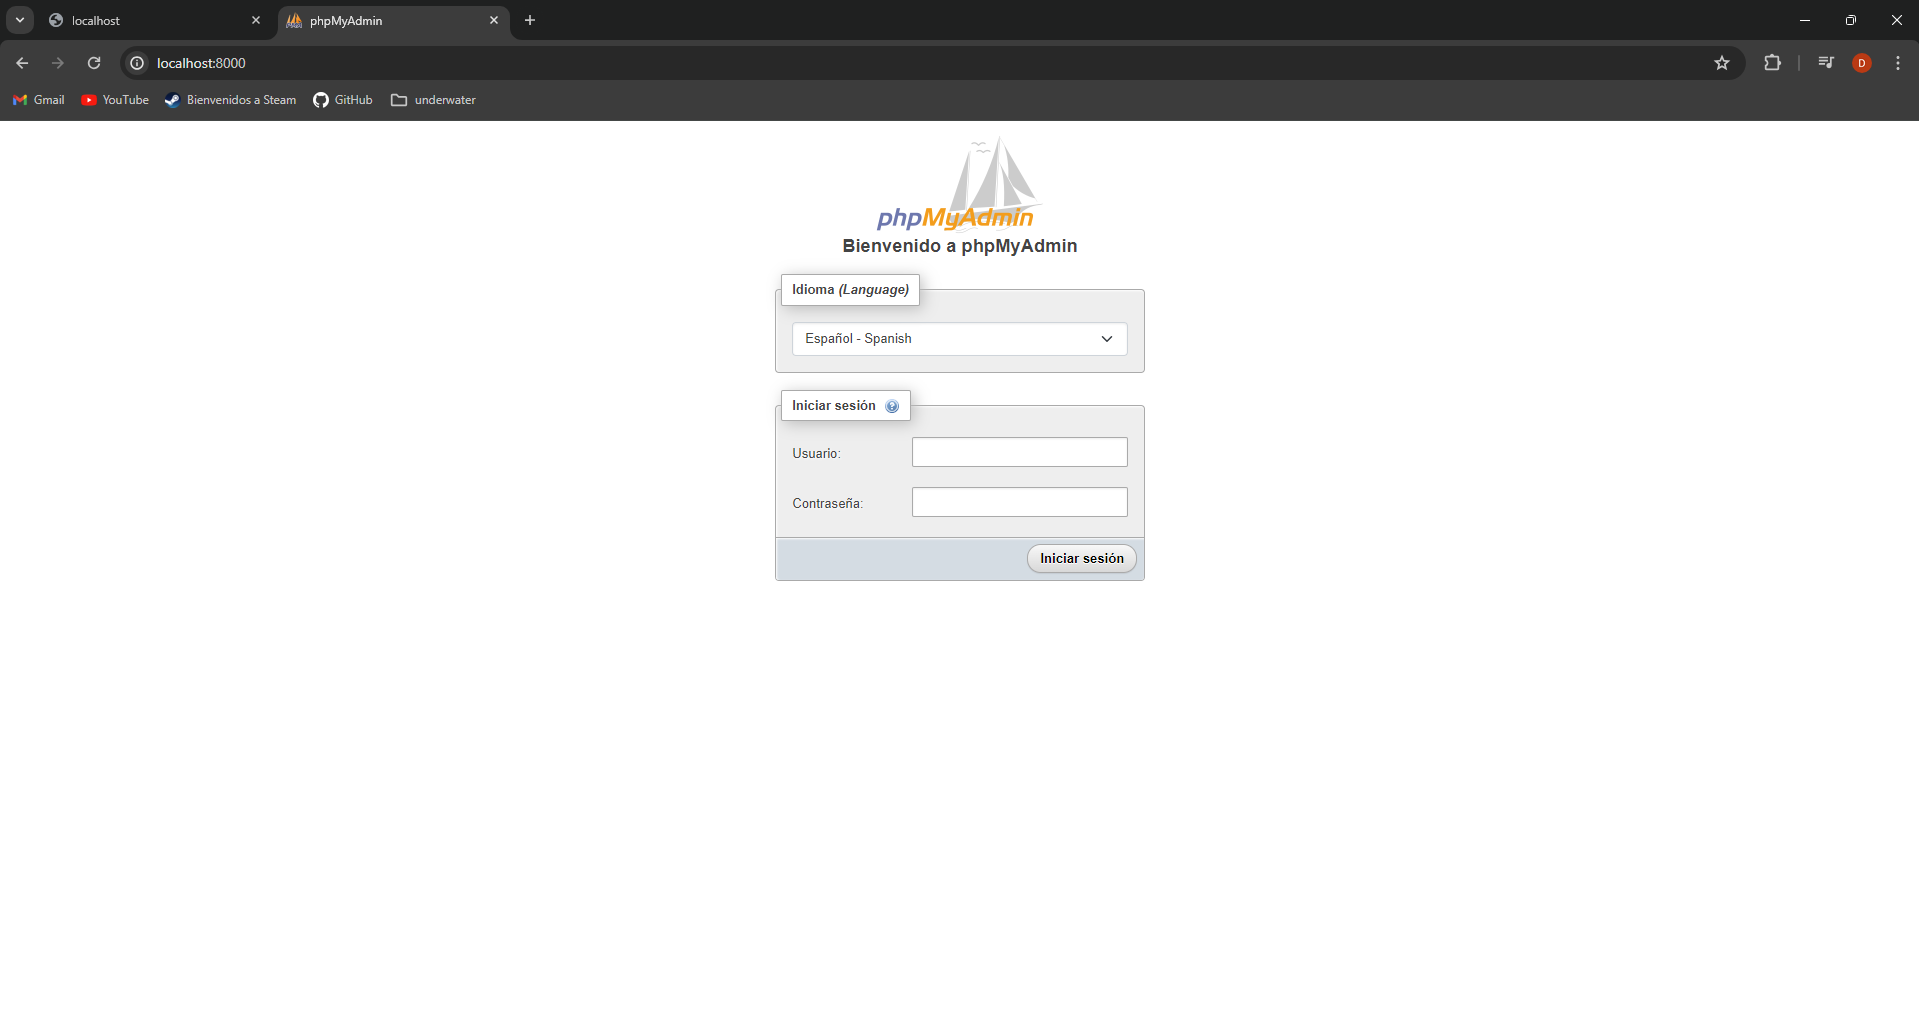 localhost
phpMyAdmin
localhost:8000
D
Gmail
YouTube
Bienvenidos a Steam
GitHub
underwater
phpMyAdmin
Bienvenido a phpMyAdmin
Idioma (Language)
Español - Spanish
Iniciar sesión
Usuario:
Contraseña:
Iniciar sesión